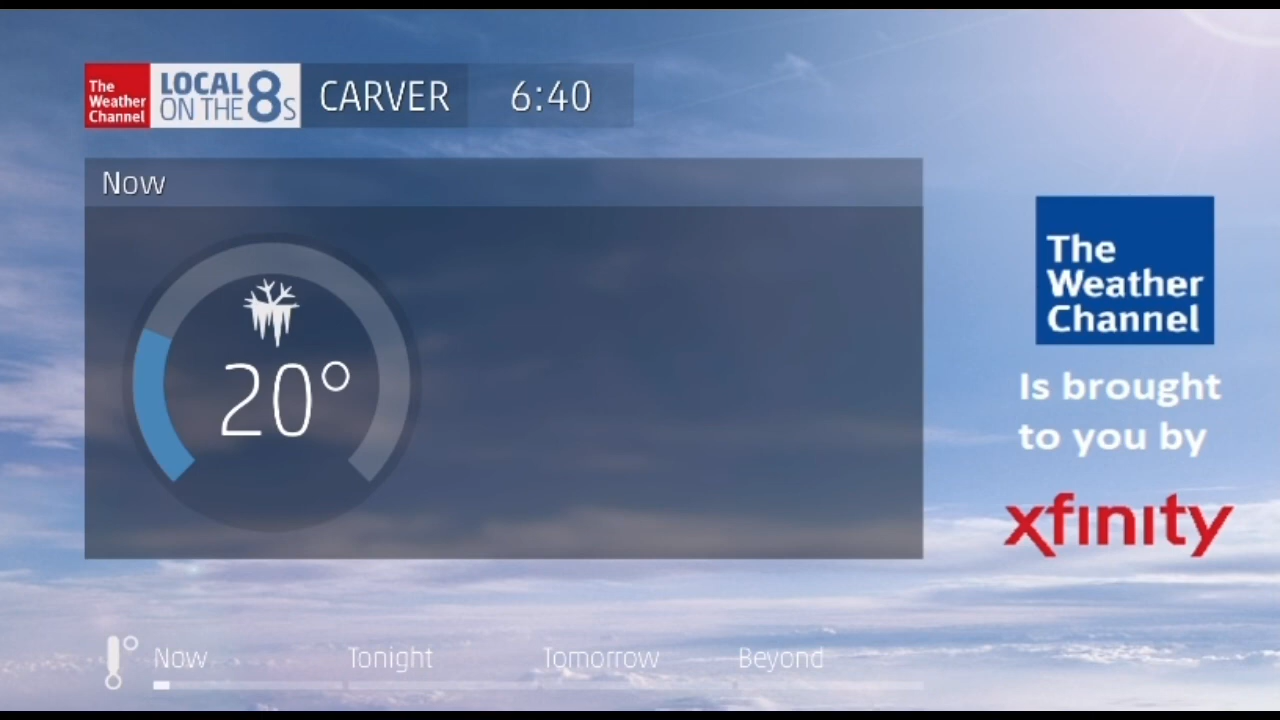 The
Weather
Channel
LOCAL
ON THE 8s
CARVER
6:40
Now
20°
The
Weather
Channel
Is brought
to you by
xfinity
Now
Tonight
Tomorrow
Beyond